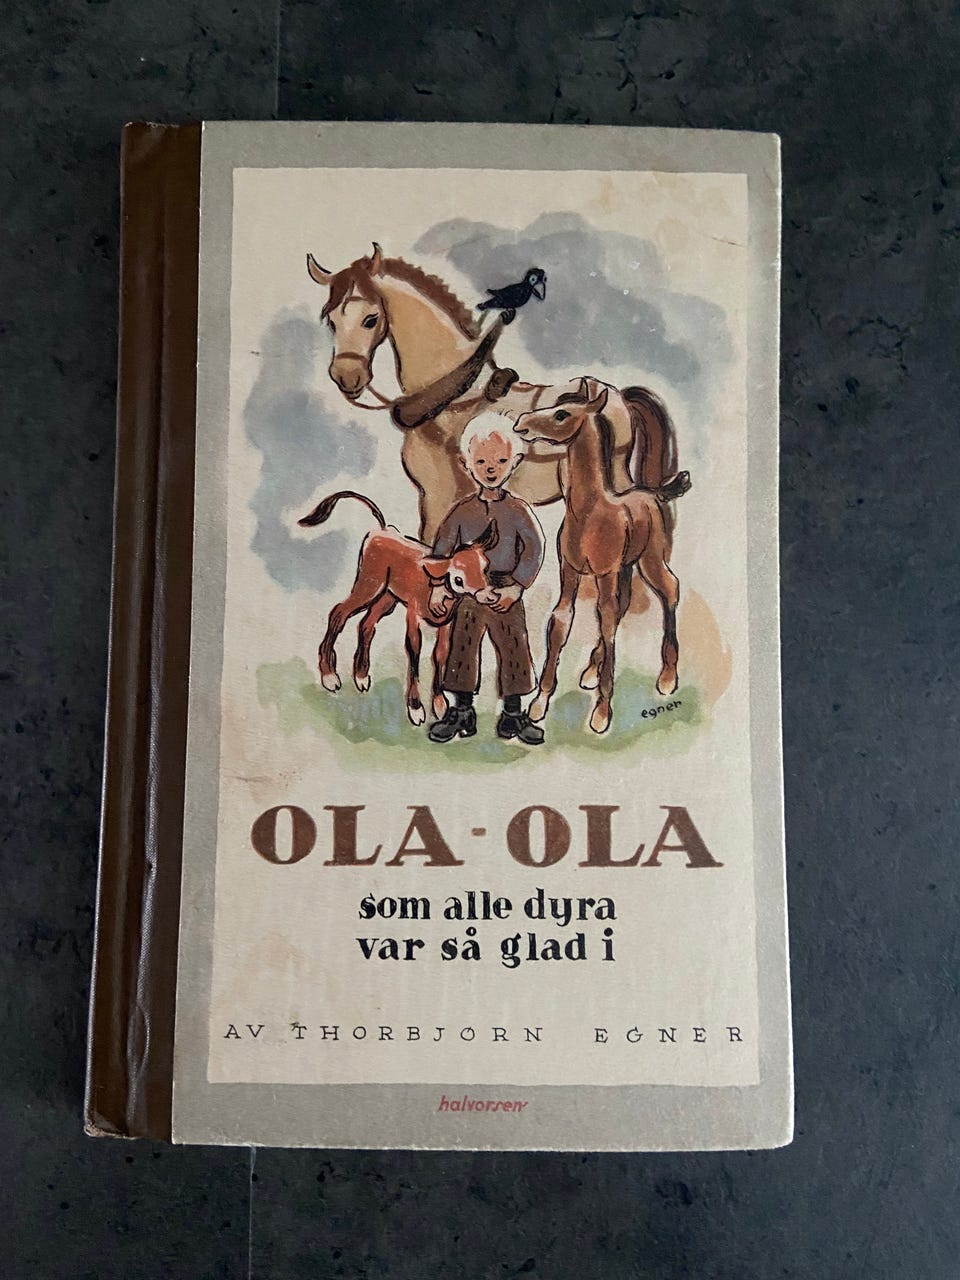 egner
OLA-OLA
som alle dyra
var så glad i
AV THORBJØRN EGNER
halvorsen